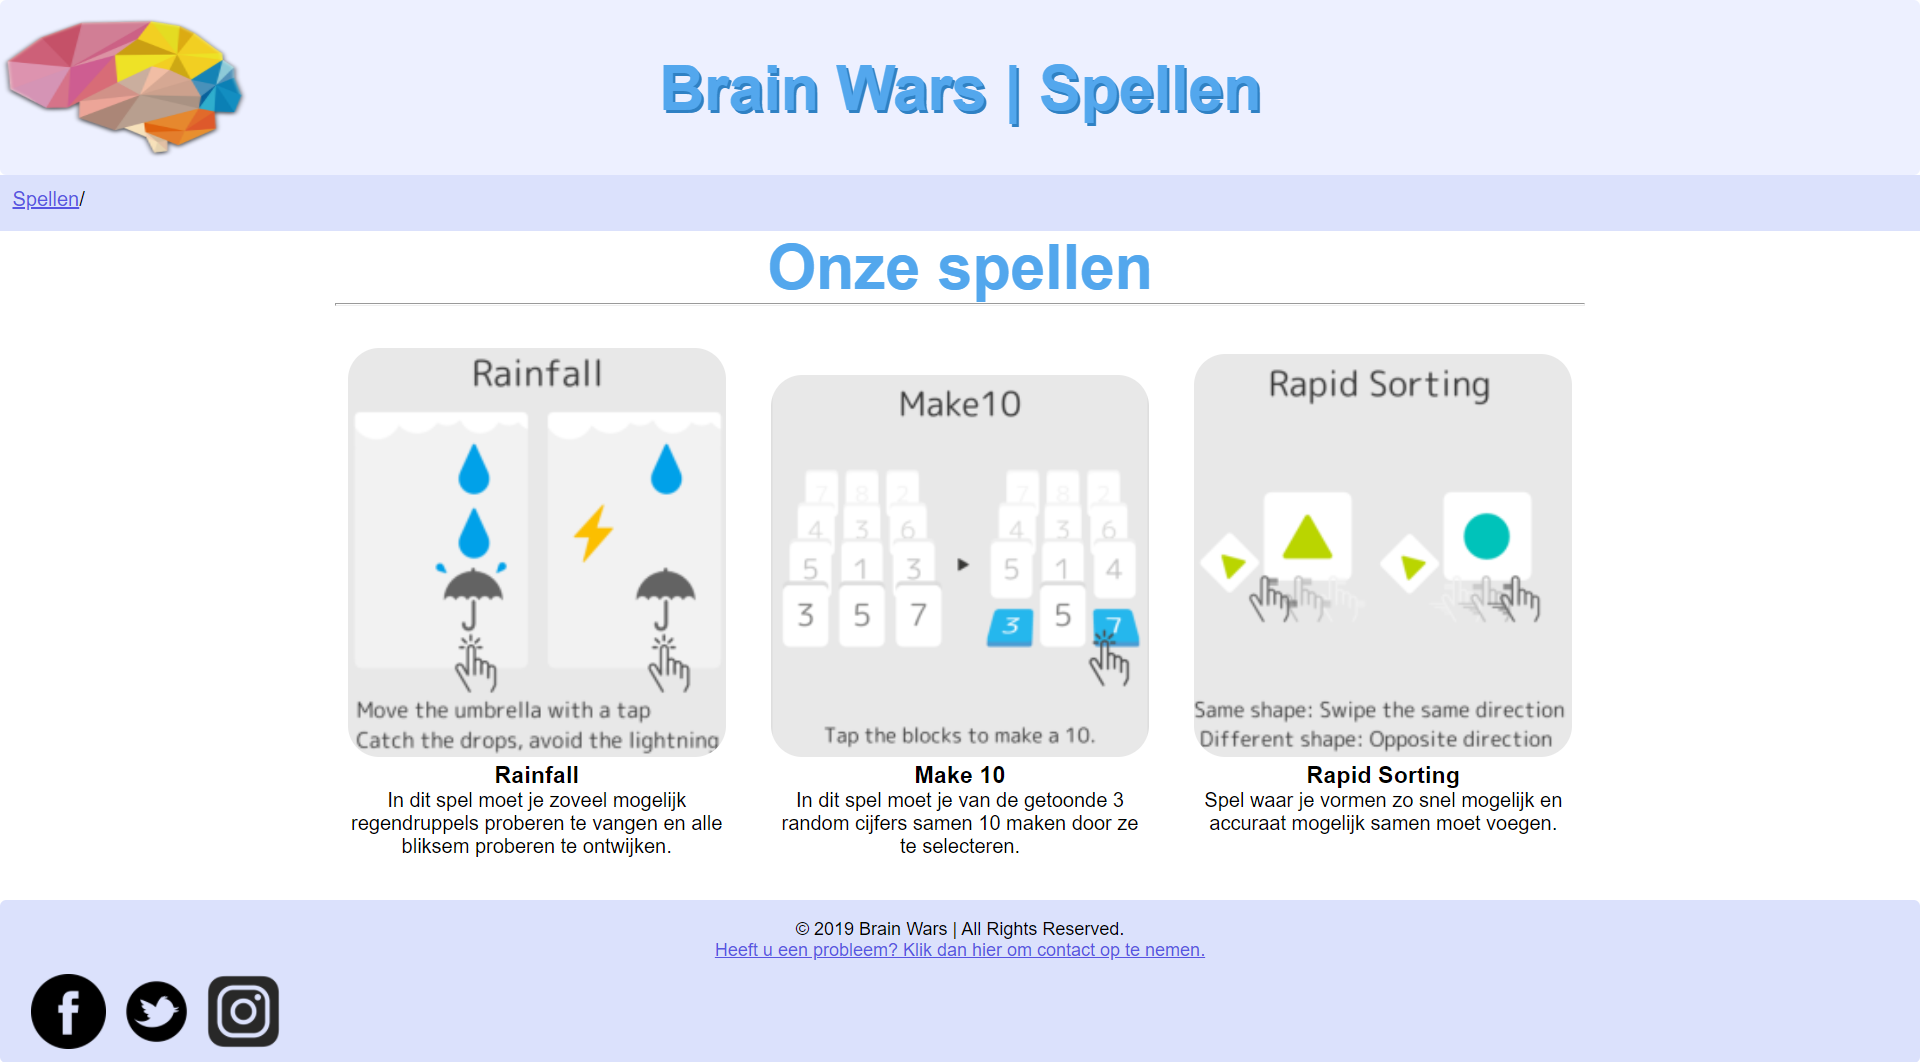 Brain Wars | Spellen
Spellen/
Onze spellen
Rainfall
Move the umbrella with a tap
Catch the drops, avoid the lightning
Rainfall
In dit spel moet je zoveel mogelijk
regendruppels proberen te vangen en alle
bliksem proberen te ontwijken.
Make10
7 8 2 7 8 2
4 3 6 4 3 6
5 1 3 5 1 4
3 5 7 3 5 7
Tap the blocks to make a 10.
Make 10
In dit spel moet je van de getoonde 3
random cijfers samen 10 maken door ze
te selecteren.
Rapid Sorting
Same shape: Swipe the same direction
Different shape: Opposite direction
Rapid Sorting
Spel waar je vormen zo snel mogelijk en
accuraat mogelijk samen moet voegen.
© 2019 Brain Wars | All Rights Reserved.
Heeft u een probleem? Klik dan hier om contact op te nemen.